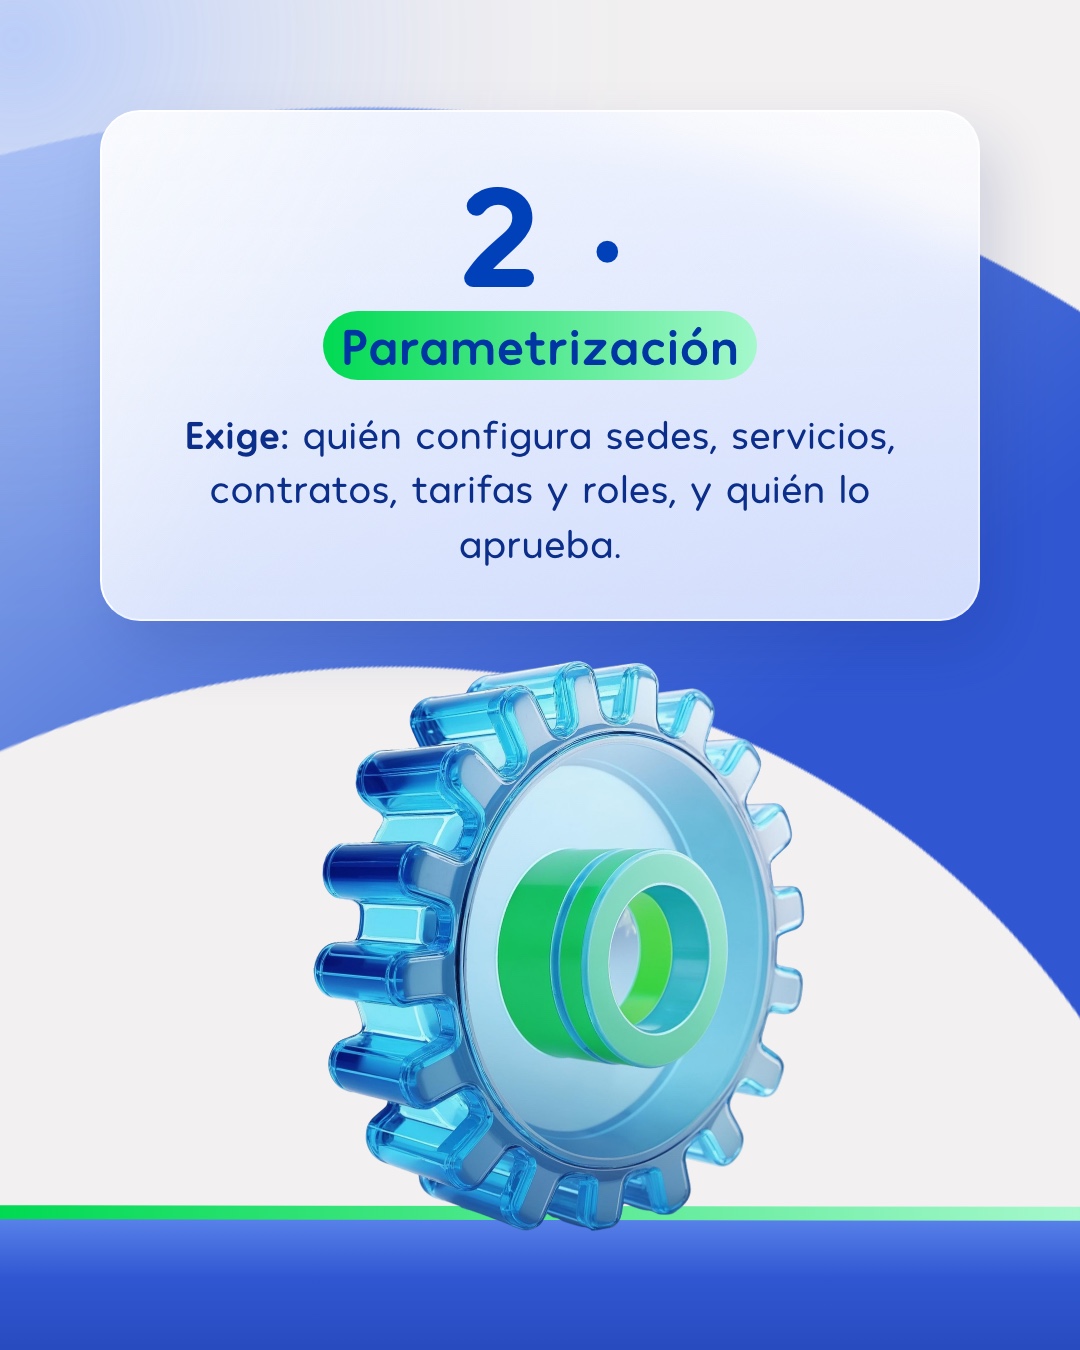 2 ·
Parametrización
Exige: quién configura sedes, servicios,
contratos, tarifas y roles, y quién lo
aprueba.